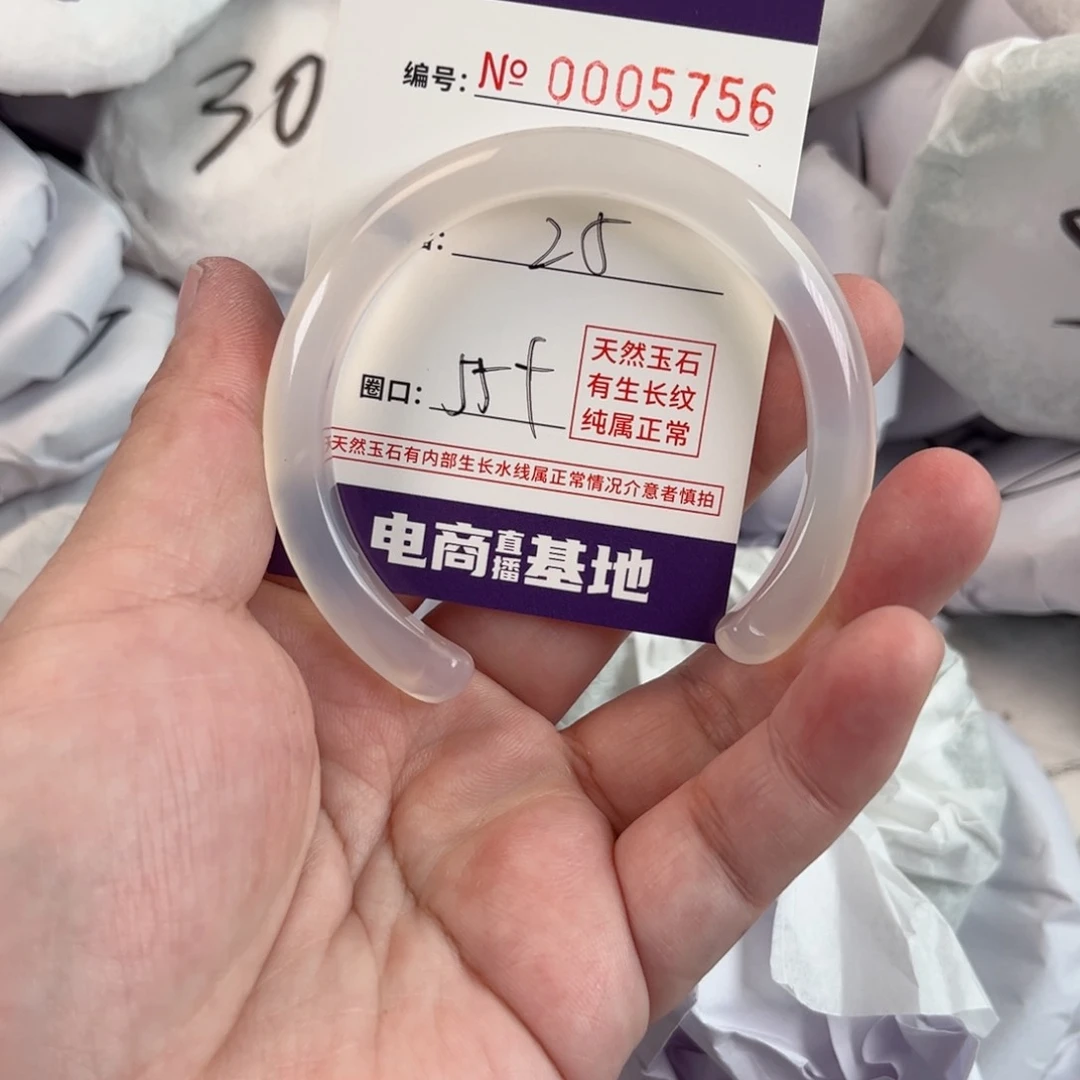 30
编号: № 0005756
: 25
圈口: 55+
天然玉石
有生长纹
纯属正常
天然玉石有内部生长水线属正常情况介意者慎拍
电商直播基地